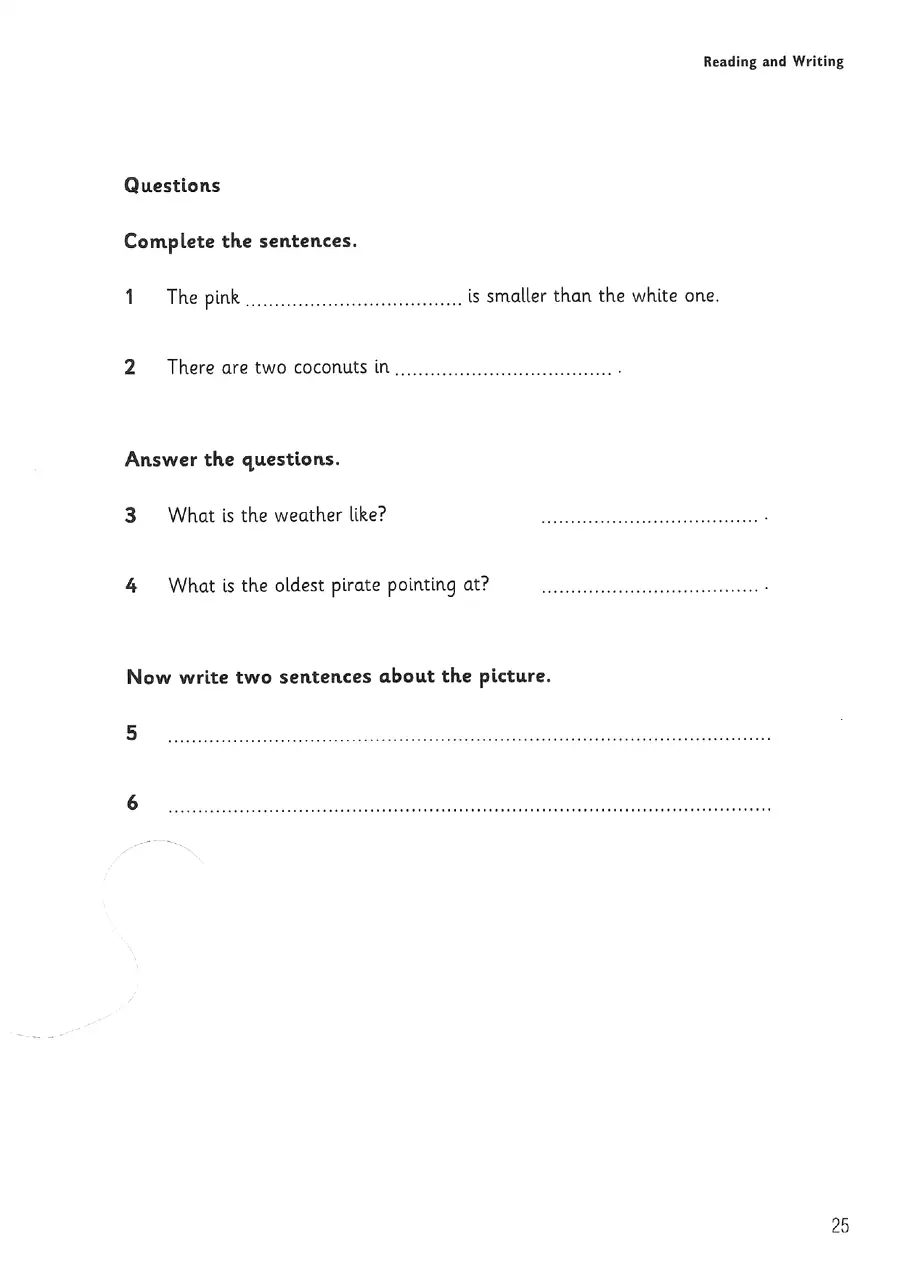 Reading and Writing
Questions
Complete the sentences.
1 The pink ..................................... is smaller than the white one.
2 There are two coconuts in ..................................... .
Answer the questions.
3 What is the weather like? ..................................... .
4 What is the oldest pirate pointing at? ..................................... .
Now write two sentences about the picture.
5 .......................................................................................................
6 .......................................................................................................
25